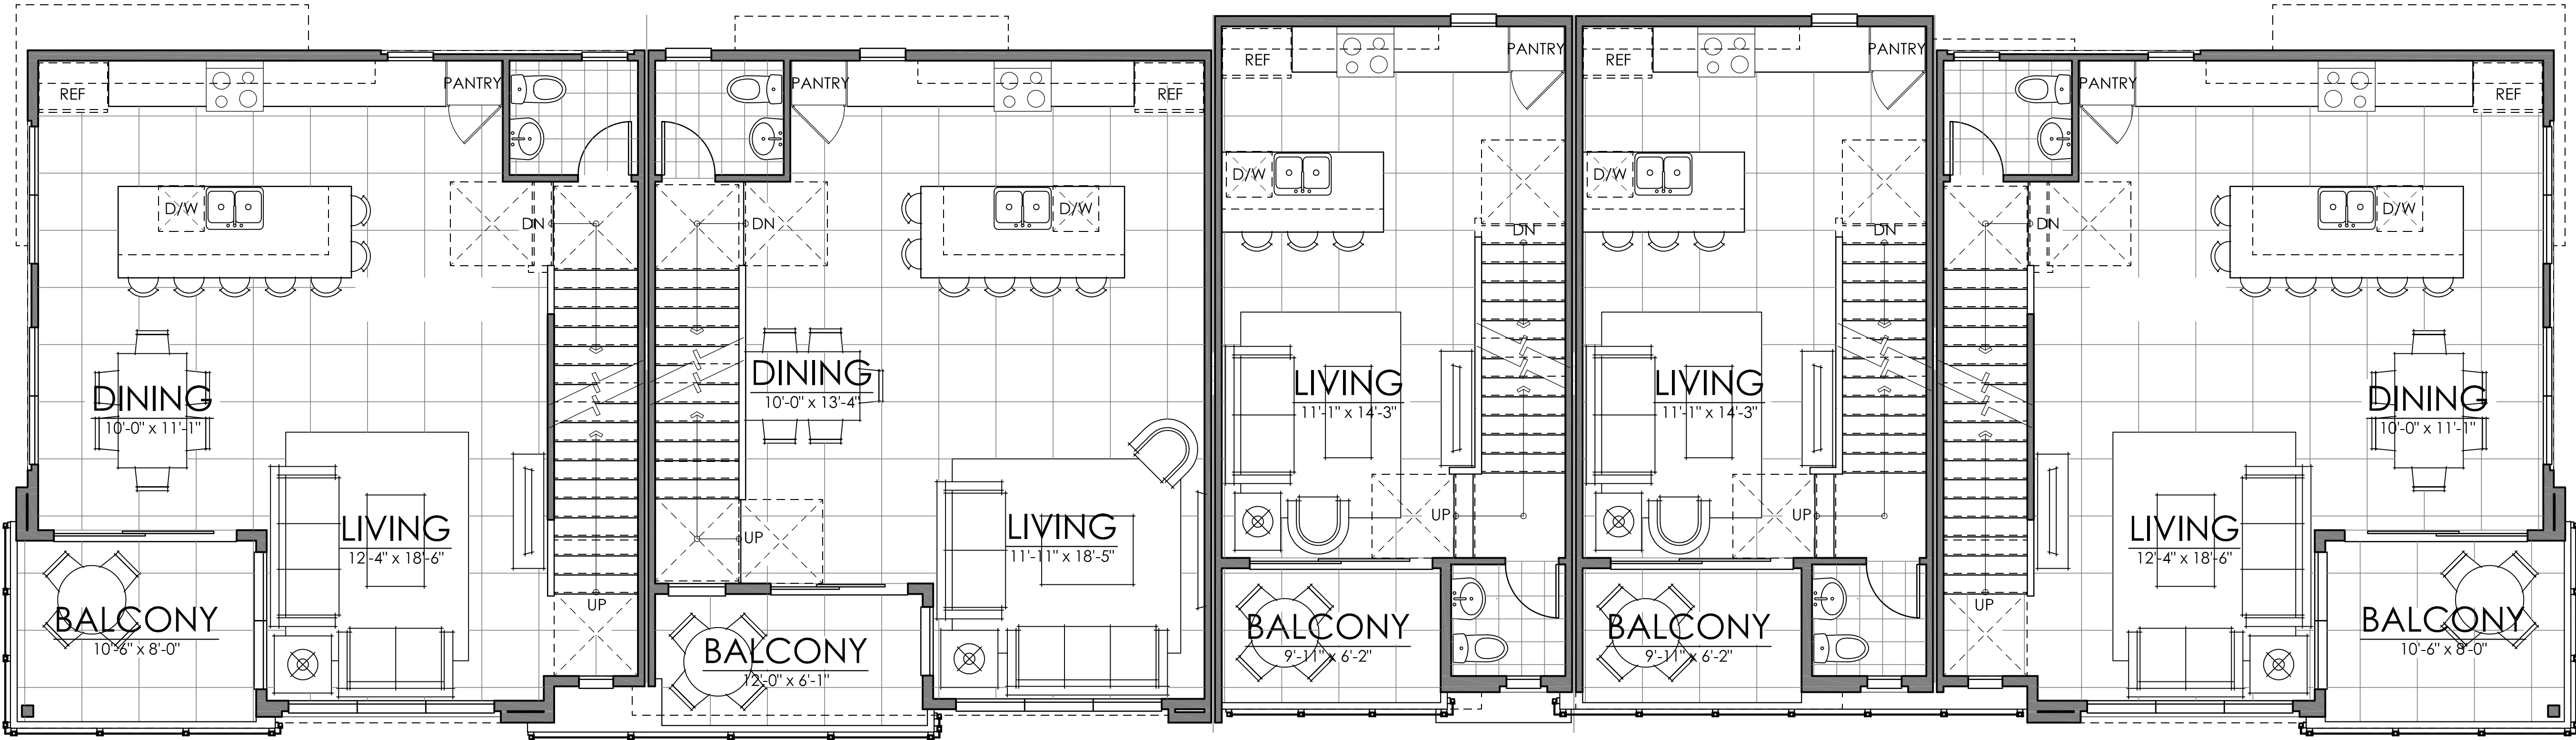 REF
PANTRY
D/W
DN
DINING
10'-0" x 11'-1"
LIVING
12'-4" x 18'-6"
UP
BALCONY
10'-6" x 8'-0"
PANTRY
REF
DN
D/W
DINING
10'-0" x 13'-4"
UP
LIVING
11'-11" x 18'-5"
BALCONY
12'-0" x 6'-1"
REF
PANTRY
D/W
DN
LIVING
11'-1" x 14'-3"
UP
BALCONY
9'-11" x 6'-2"
REF
PANTRY
D/W
DN
LIVING
11'-1" x 14'-3"
UP
BALCONY
9'-11" x 6'-2"
PANTRY
REF
DN
D/W
DINING
10'-0" x 11'-1"
LIVING
12'-4" x 18'-6"
UP
BALCONY
10'-6" x 8'-0"